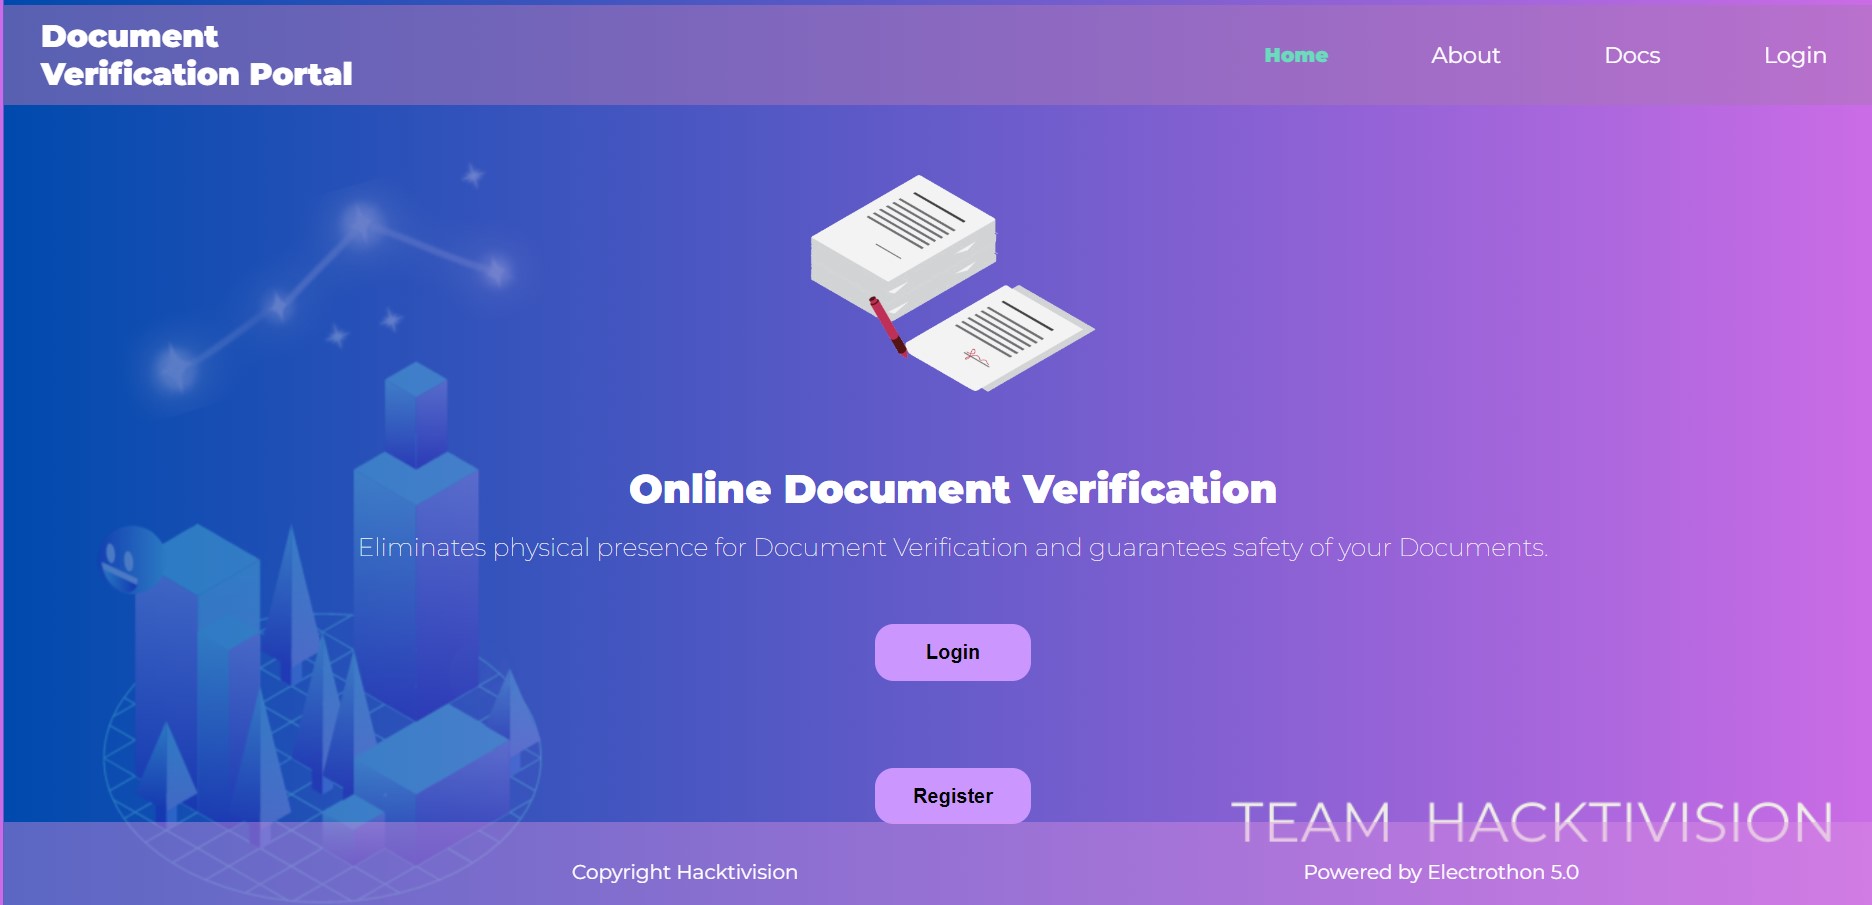 Document
Verification Portal
Home
About
Docs
Login
Online Document Verification
Eliminates physical presence for Document Verification and guarantees safety of your Documents.
Login
Register
TEAM HACKTIVISION
Copyright Hacktivision
Powered by Electrothon 5.0